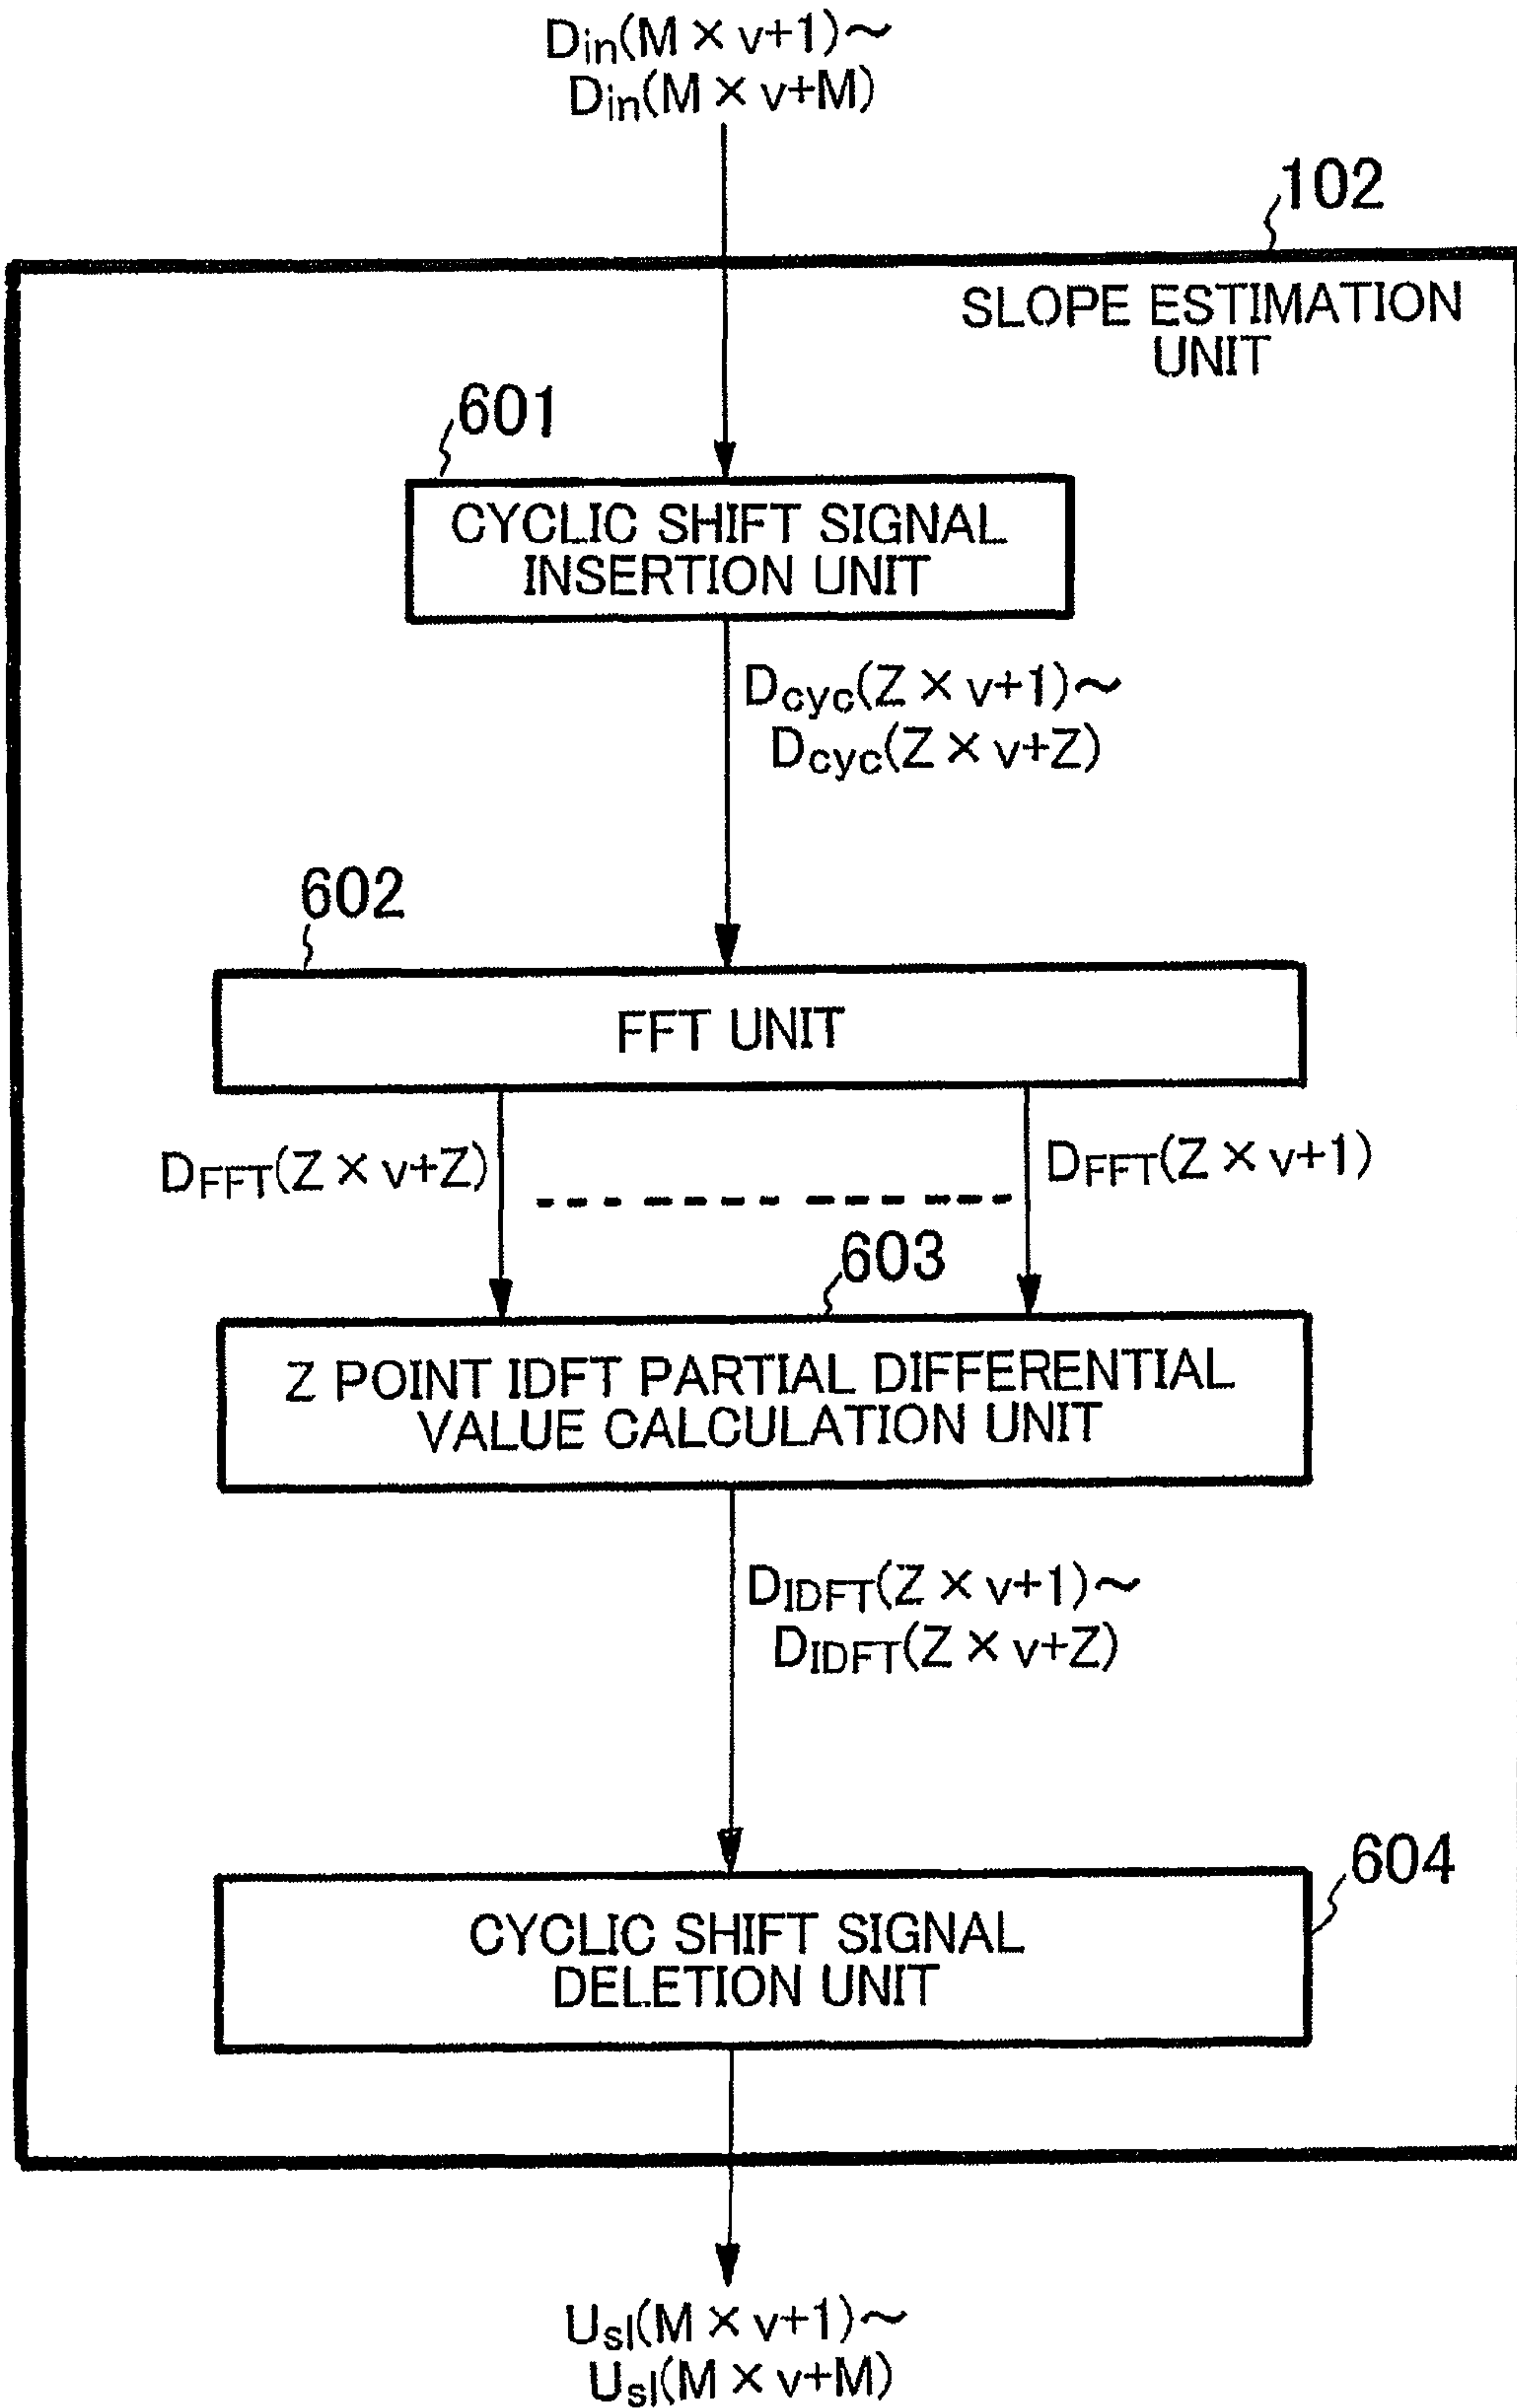 Din(M × v+1)～
Din(M × v+M)
102
SLOPE ESTIMATION
UNIT
601
CYCLIC SHIFT SIGNAL
INSERTION UNIT
Dcyc(Z × v+1)～
Dcyc(Z × v+Z)
602
FFT UNIT
DFFT(Z × v+Z)
DFFT(Z × v+1)
603
Z POINT IDFT PARTIAL DIFFERENTIAL
VALUE CALCULATION UNIT
DIDFT(Z × v+1)～
DIDFT(Z × v+Z)
604
CYCLIC SHIFT SIGNAL
DELETION UNIT
Usl(M × v+1)～
Usl(M × v+M)